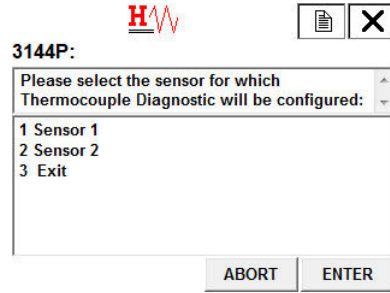 H
3144P:
Please select the sensor for which
Thermocouple Diagnostic will be configured:
1 Sensor 1
2 Sensor 2
3 Exit
ABORT ENTER